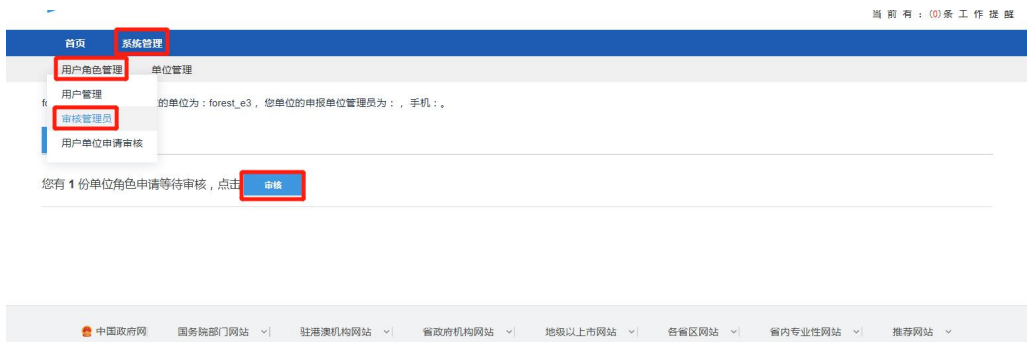 当前有：(0)条工作提醒
首页 系统管理
用户角色管理 单位管理
用户管理
的单位为：forest_e3，您单位的申报单位管理员为：，手机：。
审核管理员
用户单位申请审核
您有 1 份单位角色申请等待审核，点击 审核
中国政府网 国务院部门网站 驻港澳机构网站 省政府机构网站 地级以上市网站 各省区网站 省内专业性网站 推荐网站